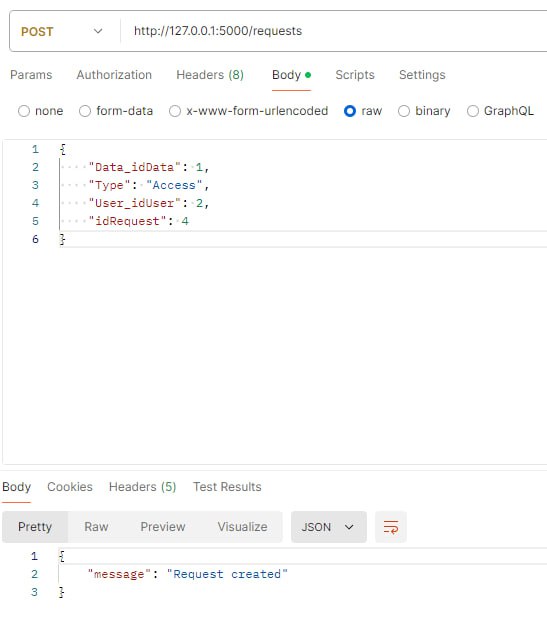 POST http://127.0.0.1:5000/requests
Params Authorization Headers (8) Body Scripts Settings
none form-data x-www-form-urlencoded raw binary GraphQL
1 {
2 "Data_idData": 1,
3 "Type": "Access",
4 "User_idUser": 2,
5 "idRequest": 4
6 }
Body Cookies Headers (5) Test Results
Pretty Raw Preview Visualize JSON
1 {
2 "message": "Request created"
3 }